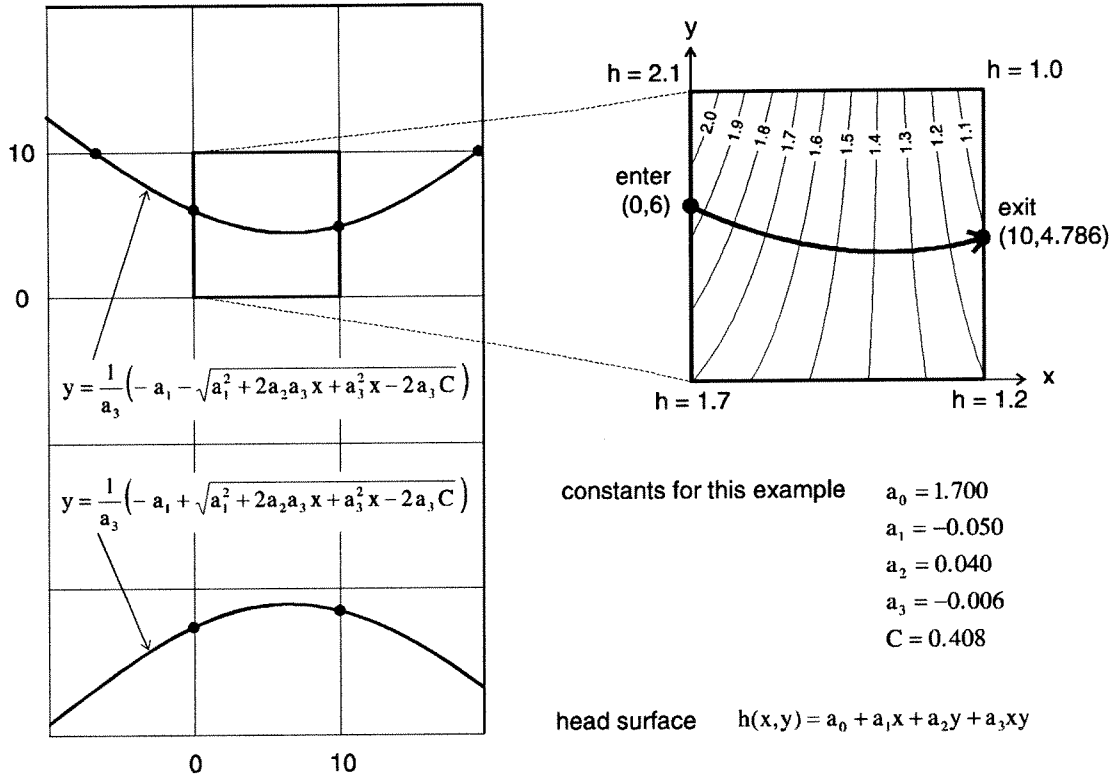 10
0
0
10
y = 1/a₃ (− a₁ − √(a₁² + 2a₂a₃x + a₃²x − 2a₃C))
y = 1/a₃ (− a₁ + √(a₁² + 2a₂a₃x + a₃²x − 2a₃C))
y
h = 2.1
h = 1.0
2.0
1.9
1.8
1.7
1.6
1.5
1.4
1.3
1.2
1.1
enter
(0,6)
exit
(10,4.786)
x
h = 1.7
h = 1.2
constants for this example
a₀ = 1.700
a₁ = −0.050
a₂ = 0.040
a₃ = −0.006
C = 0.408
head surface h(x,y) = a₀ + a₁x + a₂y + a₃xy